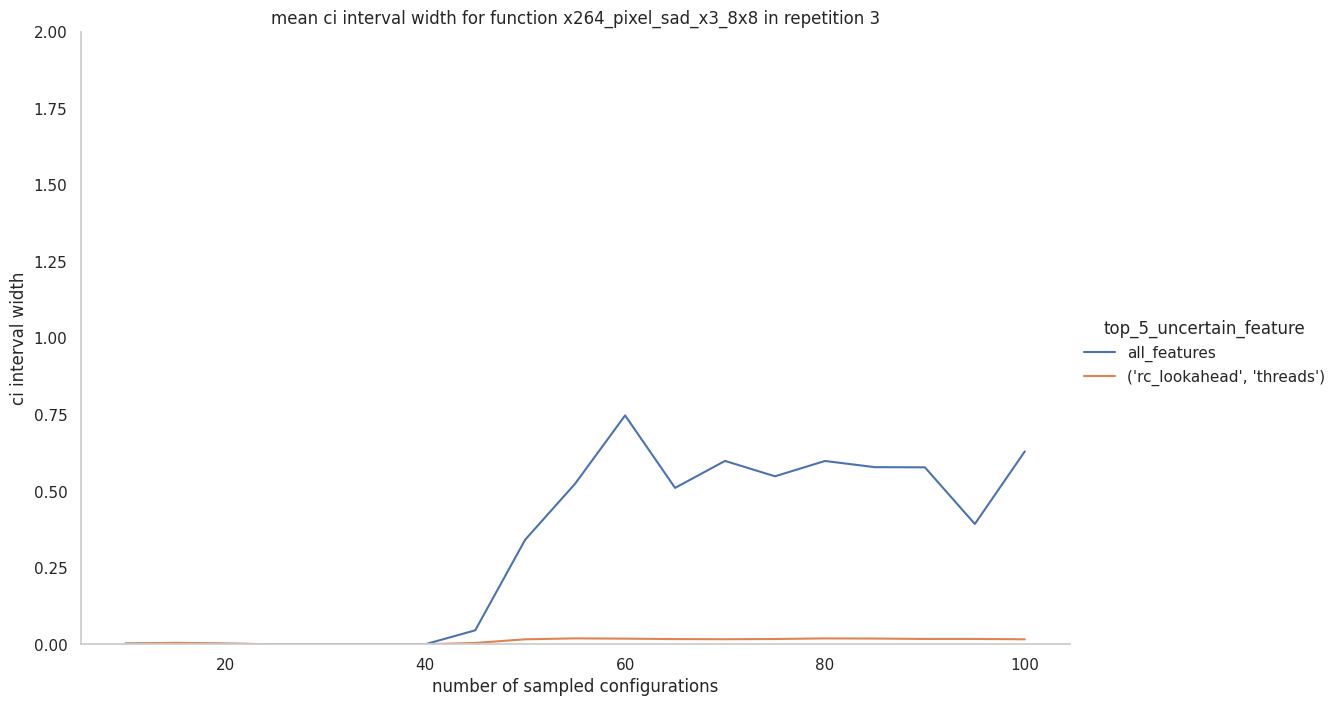 mean ci interval width for function x264_pixel_sad_x3_8x8 in repetition 3
2.00
1.75
1.50
1.25
1.00
0.75
0.50
0.25
0.00
ci interval width
20
40
60
80
100
number of sampled configurations
top_5_uncertain_feature
all_features
('rc_lookahead', 'threads')